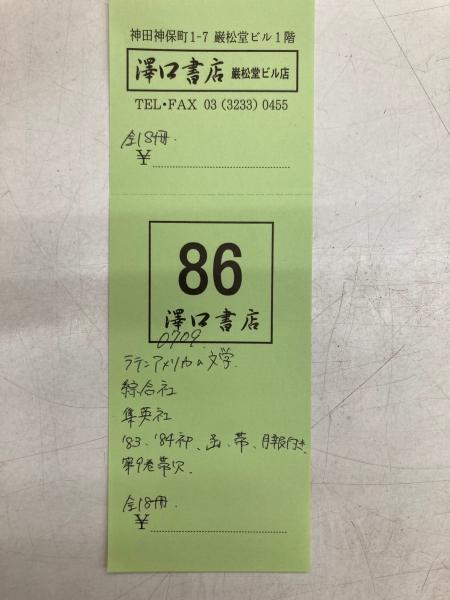 神田神保町1-7 巌松堂ビル1階
澤口書店 巌松堂ビル店
TEL・FAX 03 (3233) 0455
全18冊.
¥
86
澤口書店
0709
ラテンアメリカの文学.
綜合社
集英社
'83、'84初、函、帯、月報付き.
第9巻帯欠.
全18冊.
¥